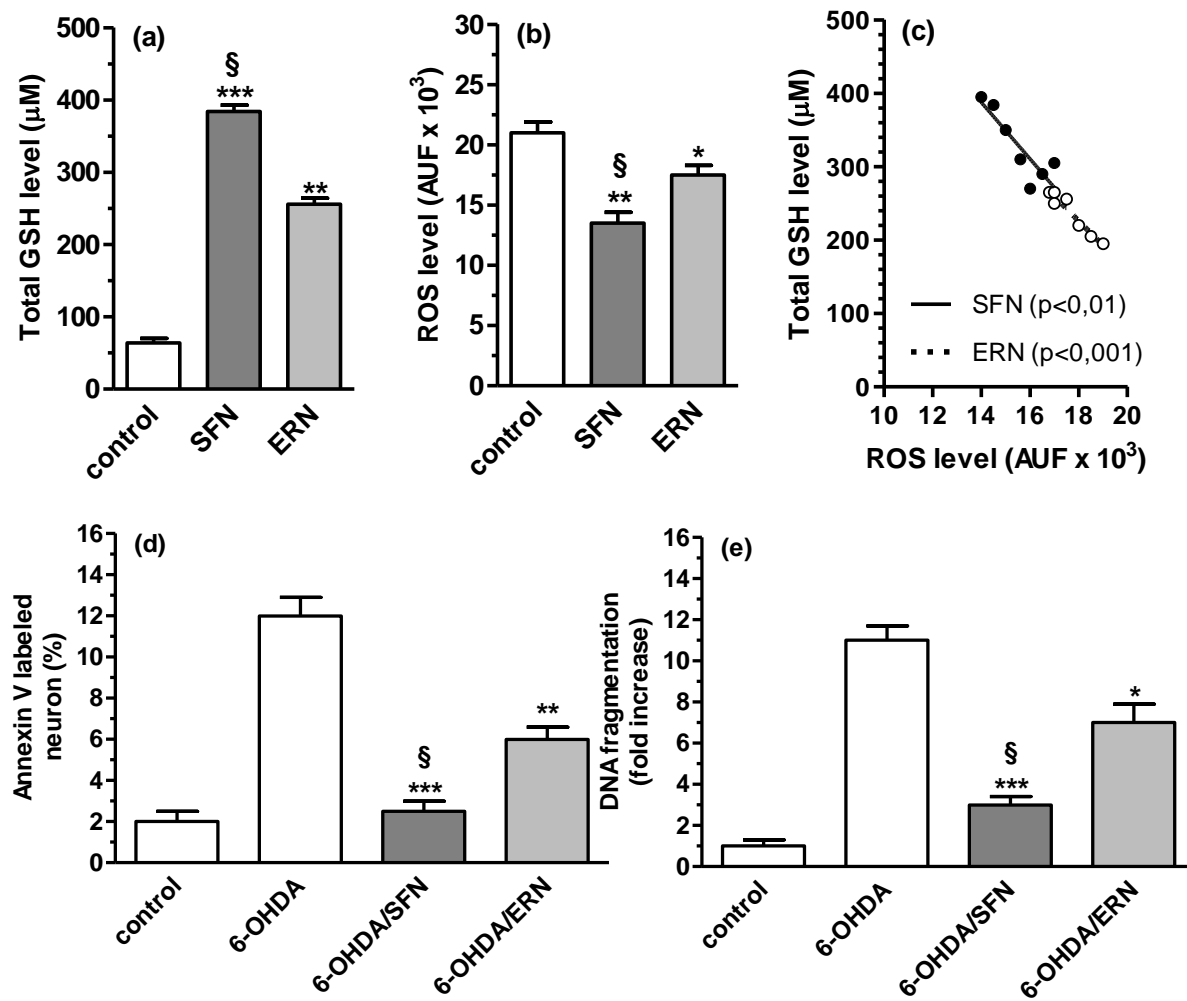 (a)
Total GSH level (μM)
500
400
300
200
100
0
§
***
**
control
SFN
ERN
(b)
ROS level (AUF x 10³)
30
25
20
15
10
5
0
§
**
*
control
SFN
ERN
(c)
Total GSH level (μM)
500
400
300
200
100
0
SFN (p<0,01)
ERN (p<0,001)
10
12
14
16
18
20
ROS level (AUF x 10³)
(d)
Annexin V labeled
neuron (%)
16
14
12
10
8
6
4
2
0
§
***
**
control
6-OHDA
6-OHDA/SFN
6-OHDA/ERN
(e)
DNA fragmentation
(fold increase)
16
14
12
10
8
6
4
2
0
§
***
*
control
6-OHDA
6-OHDA/SFN
6-OHDA/ERN